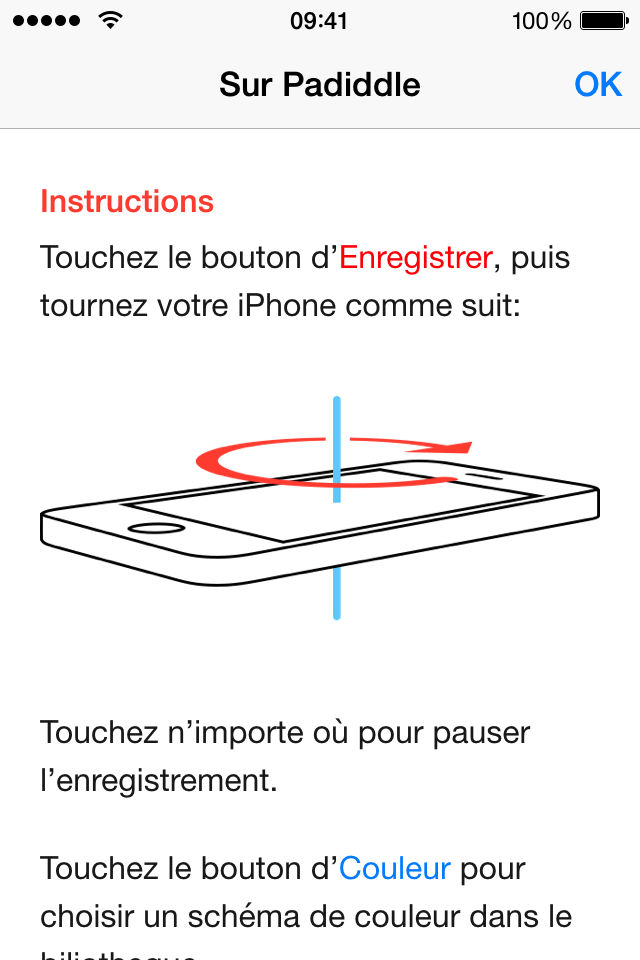 09:41
100%
Sur Padiddle
OK
Instructions
Touchez le bouton d’Enregistrer, puis
tournez votre iPhone comme suit:
Touchez n’importe où pour pauser
l’enregistrement.
Touchez le bouton d’Couleur pour
choisir un schéma de couleur dans le